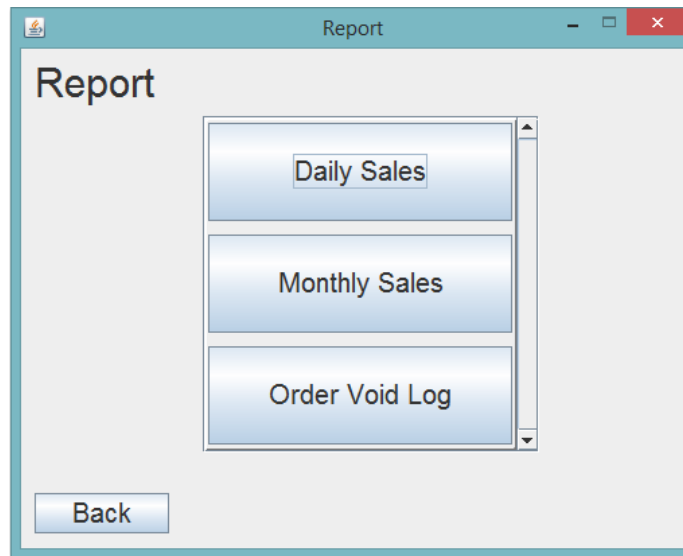 Report
Report
Daily Sales
Monthly Sales
Order Void Log
Back